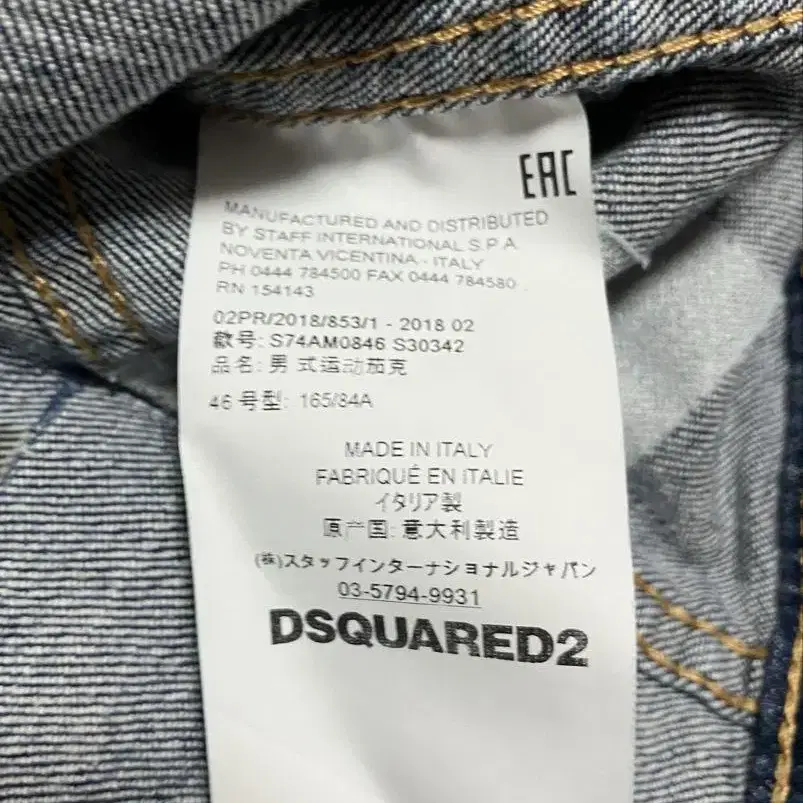 EAC
MANUFACTURED AND DISTRIBUTED
BY STAFF INTERNATIONAL S.P.A.
NOVENTA VICENTINA - ITALY
PH 0444 784500 FAX 0444 784580
RN 154143
02PR/2018/853/1 - 2018 02
款号: S74AM0846 S30342
品名: 男 式运动茄克
46 号型: 165/84A
MADE IN ITALY
FABRIQUÉ EN ITALIE
イタリア製
原产国: 意大利製造
(株)スタッフインターナショナルジャパン
03-5794-9931
DSQUARED2